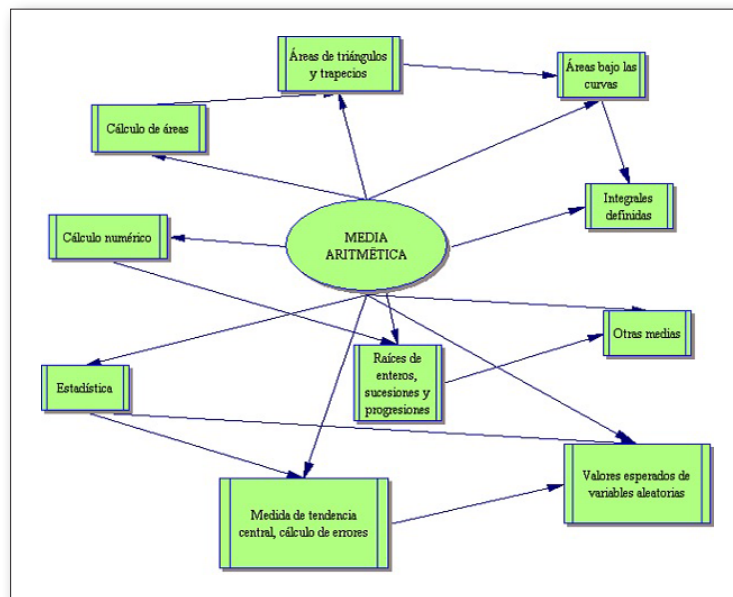 Áreas de triángulos
y trapecios
Áreas bajo las
curvas
Cálculo de áreas
Integrales
definidas
Cálculo numérico
MEDIA
ARITMÉTICA
Otras medias
Raíces de
enteros,
sucesiones y
progresiones
Estadística
Valores esperados de
variables aleatorias
Medida de tendencia
central, cálculo de errores